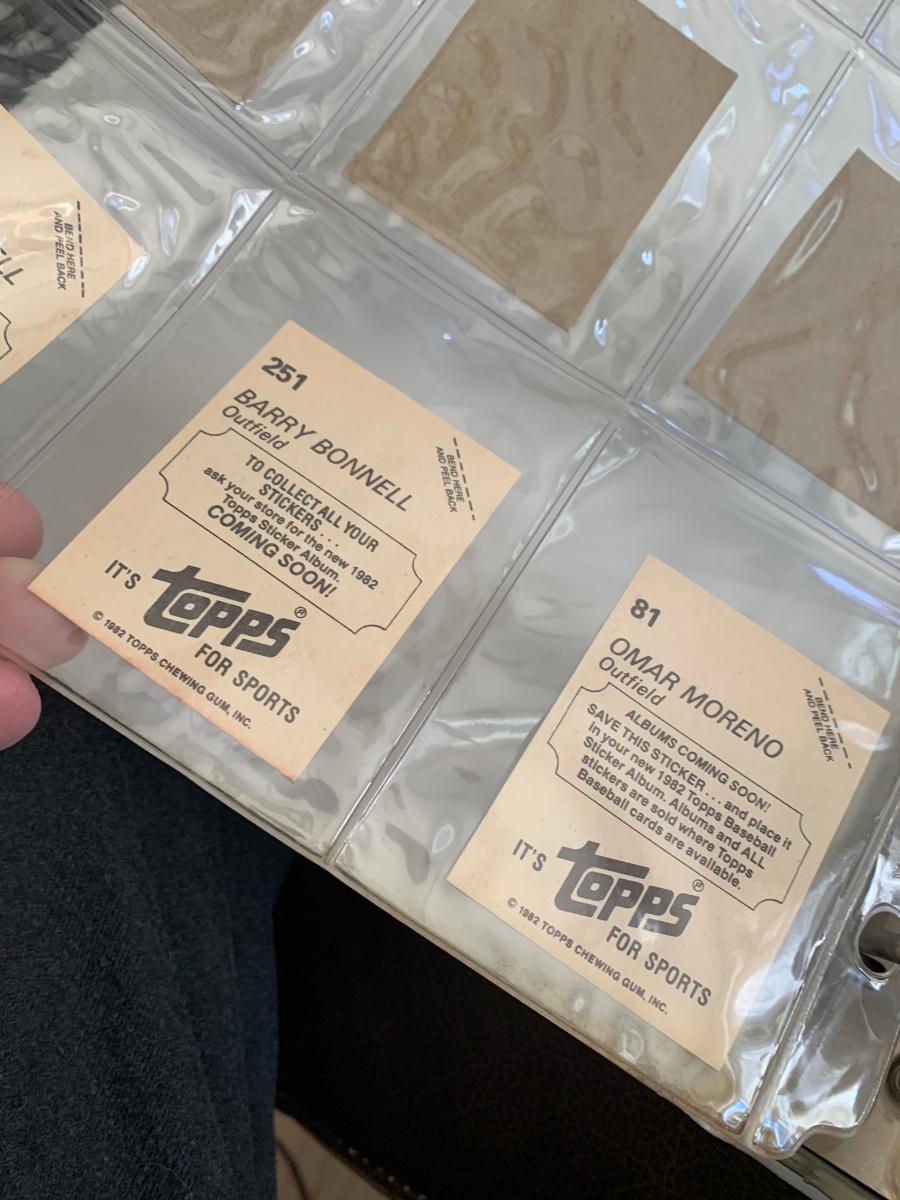 BEND HERE
AND PEEL BACK
251
BARRY BONNELL
Outfield
BEND HERE
AND PEEL BACK
TO COLLECT ALL YOUR
STICKERS . . .
ask your store for the new 1982
Topps Sticker Album.
COMING SOON!
IT'S topps®
FOR SPORTS
© 1982 TOPPS CHEWING GUM, INC.
81
OMAR MORENO
Outfield
BEND HERE
AND PEEL BACK
ALBUMS COMING SOON!
SAVE THIS STICKER . . . and place it
in your new 1982 Topps Baseball
Sticker Album. Albums and ALL
stickers are sold where Topps
Baseball cards are available.
IT'S topps®
FOR SPORTS
© 1982 TOPPS CHEWING GUM, INC.